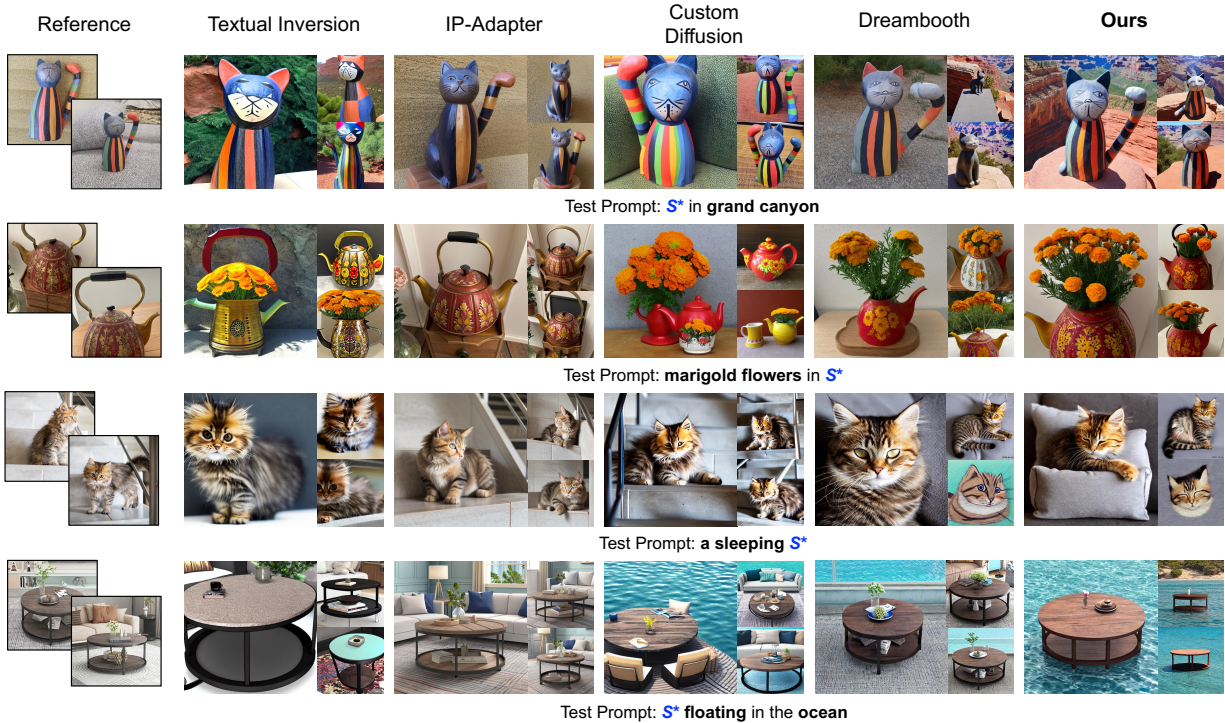 Reference
Textual Inversion
IP-Adapter
Custom
Diffusion
Dreambooth
Ours
Test Prompt: S* in grand canyon
Test Prompt: marigold flowers in S*
Test Prompt: a sleeping S*
Test Prompt: S* floating in the ocean